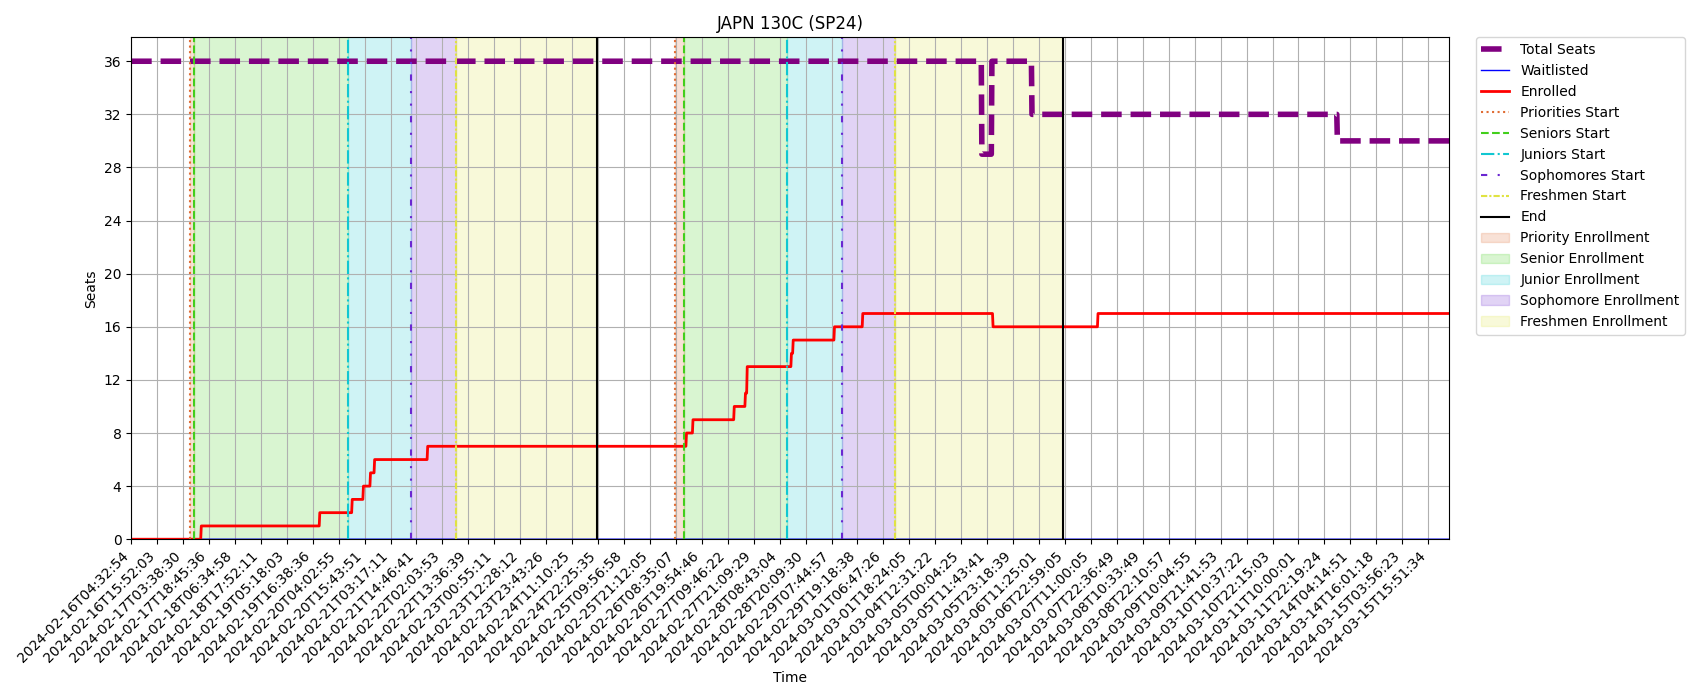 JAPN 130C (SP24)
Seats
36
32
28
24
20
16
12
8
4
0
2024-02-16T04:32:54
2024-02-16T15:52:03
2024-02-17T03:38:30
2024-02-17T18:45:36
2024-02-18T06:34:58
2024-02-18T17:52:11
2024-02-19T05:18:03
2024-02-19T16:38:36
2024-02-20T04:02:55
2024-02-20T15:43:51
2024-02-21T03:17:11
2024-02-21T14:46:41
2024-02-22T02:03:53
2024-02-22T13:36:39
2024-02-23T00:55:11
2024-02-23T12:28:12
2024-02-23T23:43:26
2024-02-24T11:10:25
2024-02-24T22:25:35
2024-02-25T09:56:58
2024-02-25T21:12:05
2024-02-26T08:35:07
2024-02-26T19:54:46
2024-02-27T09:46:22
2024-02-27T21:09:29
2024-02-28T08:43:04
2024-02-28T20:09:30
2024-02-29T07:44:57
2024-02-29T19:18:38
2024-03-01T06:47:26
2024-03-01T18:24:05
2024-03-04T12:31:22
2024-03-05T00:04:25
2024-03-05T11:43:41
2024-03-05T23:18:39
2024-03-06T11:25:01
2024-03-06T22:59:05
2024-03-07T11:00:05
2024-03-07T22:36:49
2024-03-08T10:33:49
2024-03-08T22:10:57
2024-03-09T10:04:55
2024-03-09T21:41:53
2024-03-10T10:37:22
2024-03-10T22:15:03
2024-03-11T10:00:01
2024-03-11T22:19:24
2024-03-14T04:14:51
2024-03-14T16:01:18
2024-03-15T03:56:23
2024-03-15T15:51:34
Time
Total Seats
Waitlisted
Enrolled
Priorities Start
Seniors Start
Juniors Start
Sophomores Start
Freshmen Start
End
Priority Enrollment
Senior Enrollment
Junior Enrollment
Sophomore Enrollment
Freshmen Enrollment